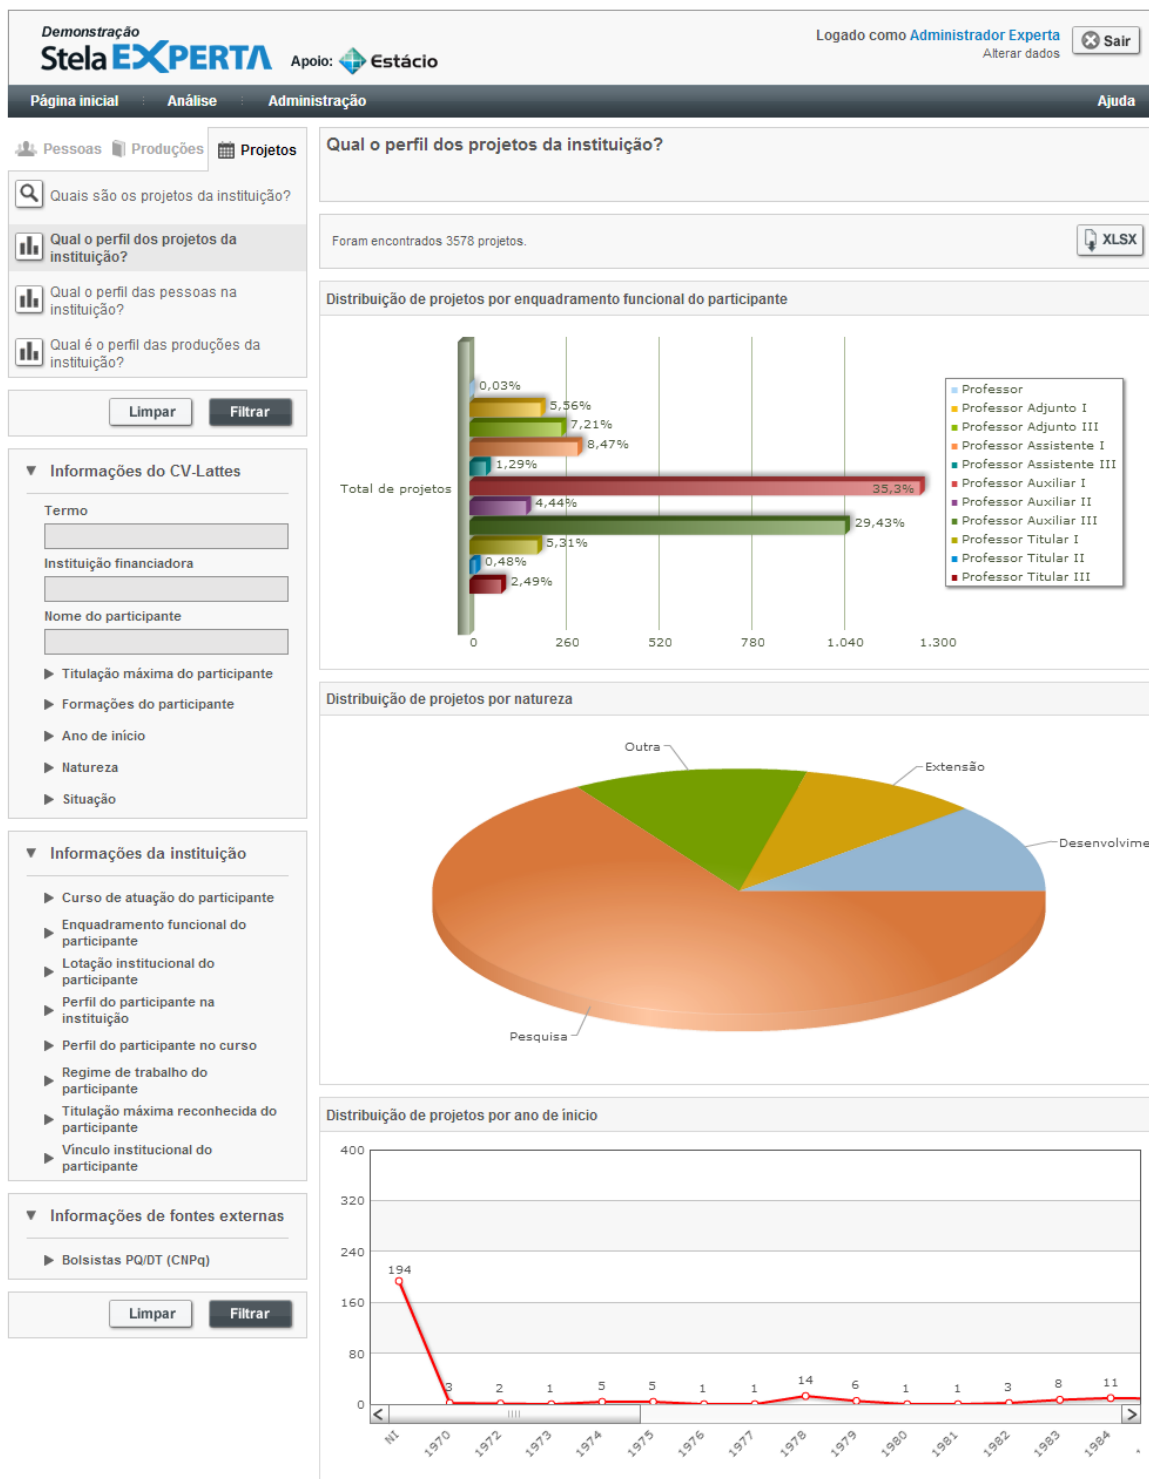 Demonstração
Stela EXPERTA
Apoio: Estácio
Logado como Administrador Experta
Alterar dados
Sair
Página inicial
Análise
Administração
Ajuda
Pessoas
Produções
Projetos
Quais são os projetos da instituição?
Qual o perfil dos projetos da
instituição?
Qual o perfil das pessoas na
instituição?
Qual é o perfil das produções da
instituição?
Limpar
Filtrar
Informações do CV-Lattes
Termo
Instituição financiadora
Nome do participante
Titulação máxima do participante
Formações do participante
Ano de início
Natureza
Situação
Informações da instituição
Curso de atuação do participante
Enquadramento funcional do
participante
Lotação institucional do
participante
Perfil do participante na
instituição
Perfil do participante no curso
Regime de trabalho do
participante
Titulação máxima reconhecida do
participante
Vínculo institucional do
participante
Informações de fontes externas
Bolsistas PQ/DT (CNPq)
Limpar
Filtrar
Qual o perfil dos projetos da instituição?
Foram encontrados 3578 projetos.
XLSX
Distribuição de projetos por enquadramento funcional do participante
0,03%
5,56%
7,21%
8,47%
1,29%
Total de projetos
35,3%
4,44%
29,43%
5,31%
0,48%
2,49%
0
260
520
780
1.040
1.300
Professor
Professor Adjunto I
Professor Adjunto III
Professor Assistente I
Professor Assistente III
Professor Auxiliar I
Professor Auxiliar II
Professor Auxiliar III
Professor Titular I
Professor Titular II
Professor Titular III
Distribuição de projetos por natureza
Outra
Extensão
Desenvolvime
Pesquisa
Distribuição de projetos por ano de ínicio
400
320
240
160
80
0
194
3
2
1
5
5
1
1
14
6
1
1
3
8
11
NI
1970
1972
1973
1974
1975
1976
1977
1978
1979
1980
1981
1982
1983
1984